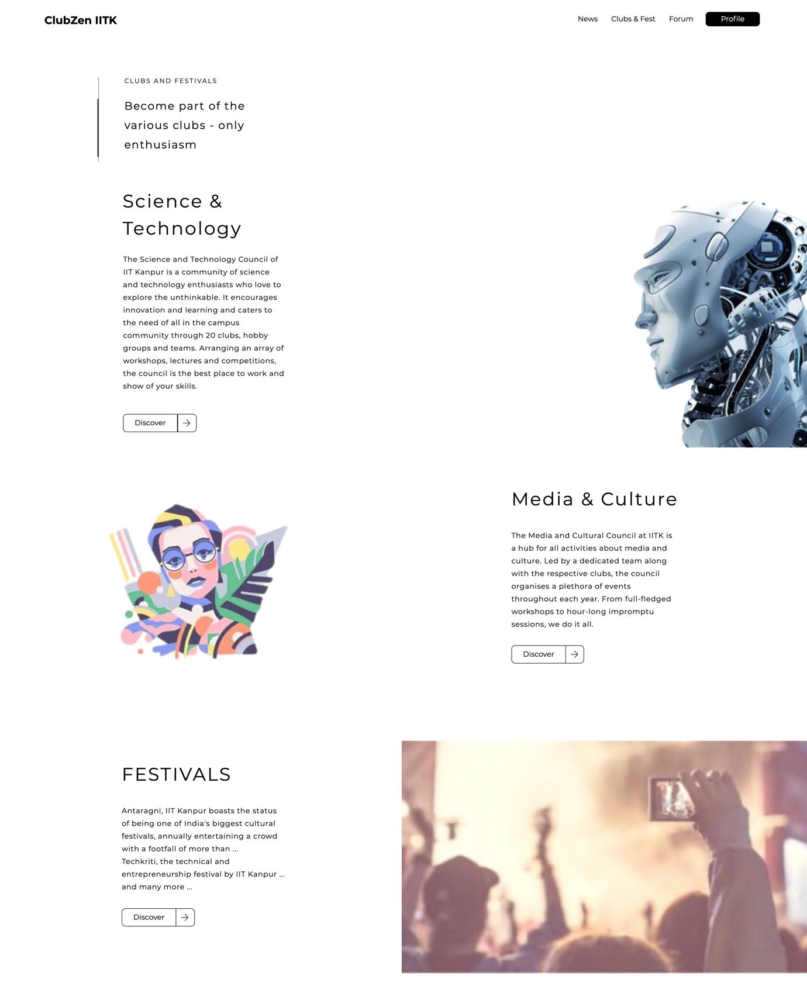 ClubZen IITK
News
Clubs & Fest
Forum
Profile
CLUBS AND FESTIVALS
Become part of the
various clubs - only
enthusiasm
Science &
Technology
The Science and Technology Council of
IIT Kanpur is a community of science
and technology enthusiasts who love to
explore the unthinkable. It encourages
innovation and learning and caters to
the need of all in the campus
community through 20 clubs, hobby
groups and teams. Arranging an array of
workshops, lectures and competitions,
the council is the best place to work and
show of your skills.
Discover
Media & Culture
The Media and Cultural Council at IITK is
a hub for all activities about media and
culture. Led by a dedicated team along
with the respective clubs, the council
organises a plethora of events
throughout each year. From full-fledged
workshops to hour-long impromptu
sessions, we do it all.
Discover
FESTIVALS
Antaragni, IIT Kanpur boasts the status
of being one of India's biggest cultural
festivals, annually entertaining a crowd
with a footfall of more than ...
Techkriti, the technical and
entrepreneurship festival by IIT Kanpur ...
and many more ...
Discover